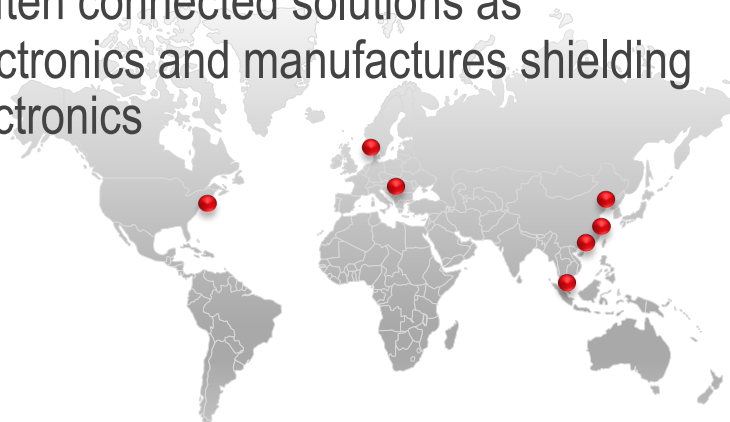 ten connected solutions as
ctronics and manufactures shielding
ctronics